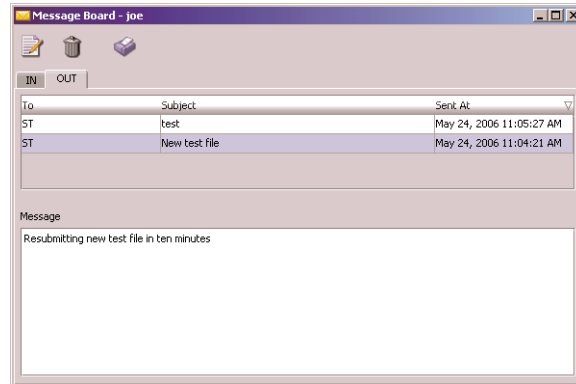 Message Board - joe
IN OUT
To Subject Sent At
ST test May 24, 2006 11:05:27 AM
ST New test file May 24, 2006 11:04:21 AM
Message
Resubmitting new test file in ten minutes